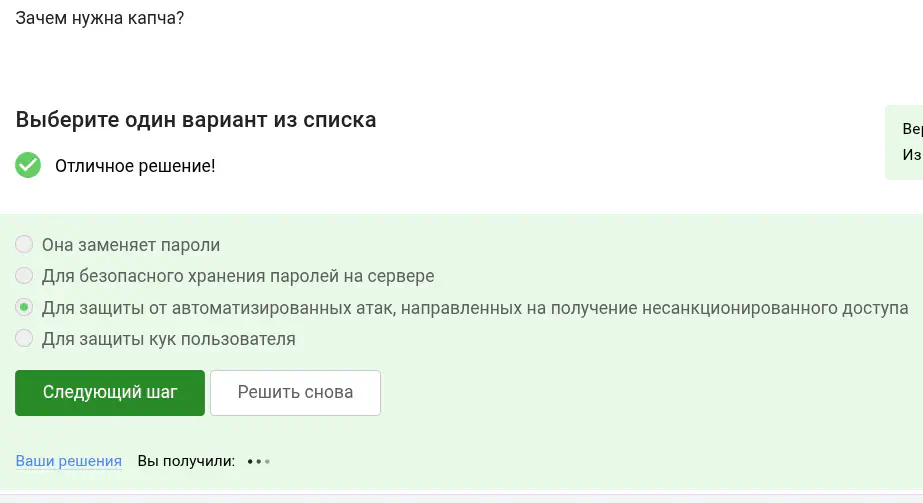 Зачем нужна капча?
Выберите один вариант из списка
Отличное решение!
Из
Она заменяет пароли
Для безопасного хранения паролей на сервере
Для защиты от автоматизированных атак, направленных на получение несанкционированного доступа
Для защиты кук пользователя
Следующий шаг Решить снова
Ваши решения Вы получили: